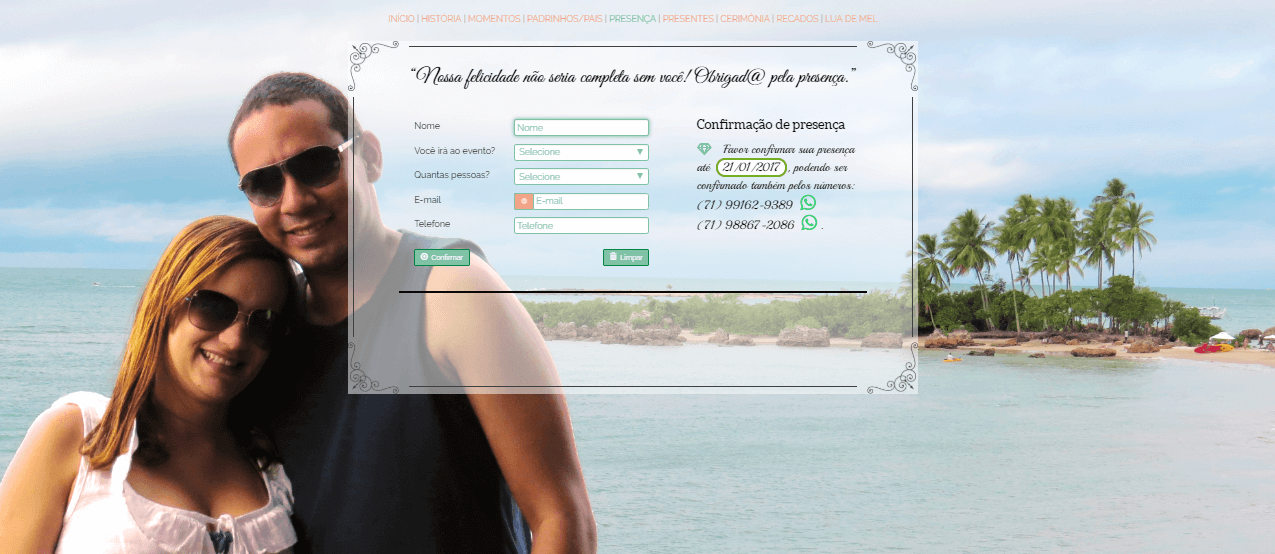 INÍCIO | HISTÓRIA | MOMENTOS | PADRINHOS/PAIS | PRESENÇA | PRESENTES | CERIMÔNIA | RECADOS | LUA DE MEL
“Nossa felicidade não seria completa sem você! Obrigad@ pela presença.”
Nome
Nome
Você irá ao evento?
Selecione
Quantas pessoas?
Selecione
E-mail
E-mail
Telefone
Telefone
Confirmar
Limpar
Confirmação de presença
Favor confirmar sua presença
até 21/01/2017, podendo ser
confirmado também pelos números:
(71) 99162-9389
(71) 98867-2086 .